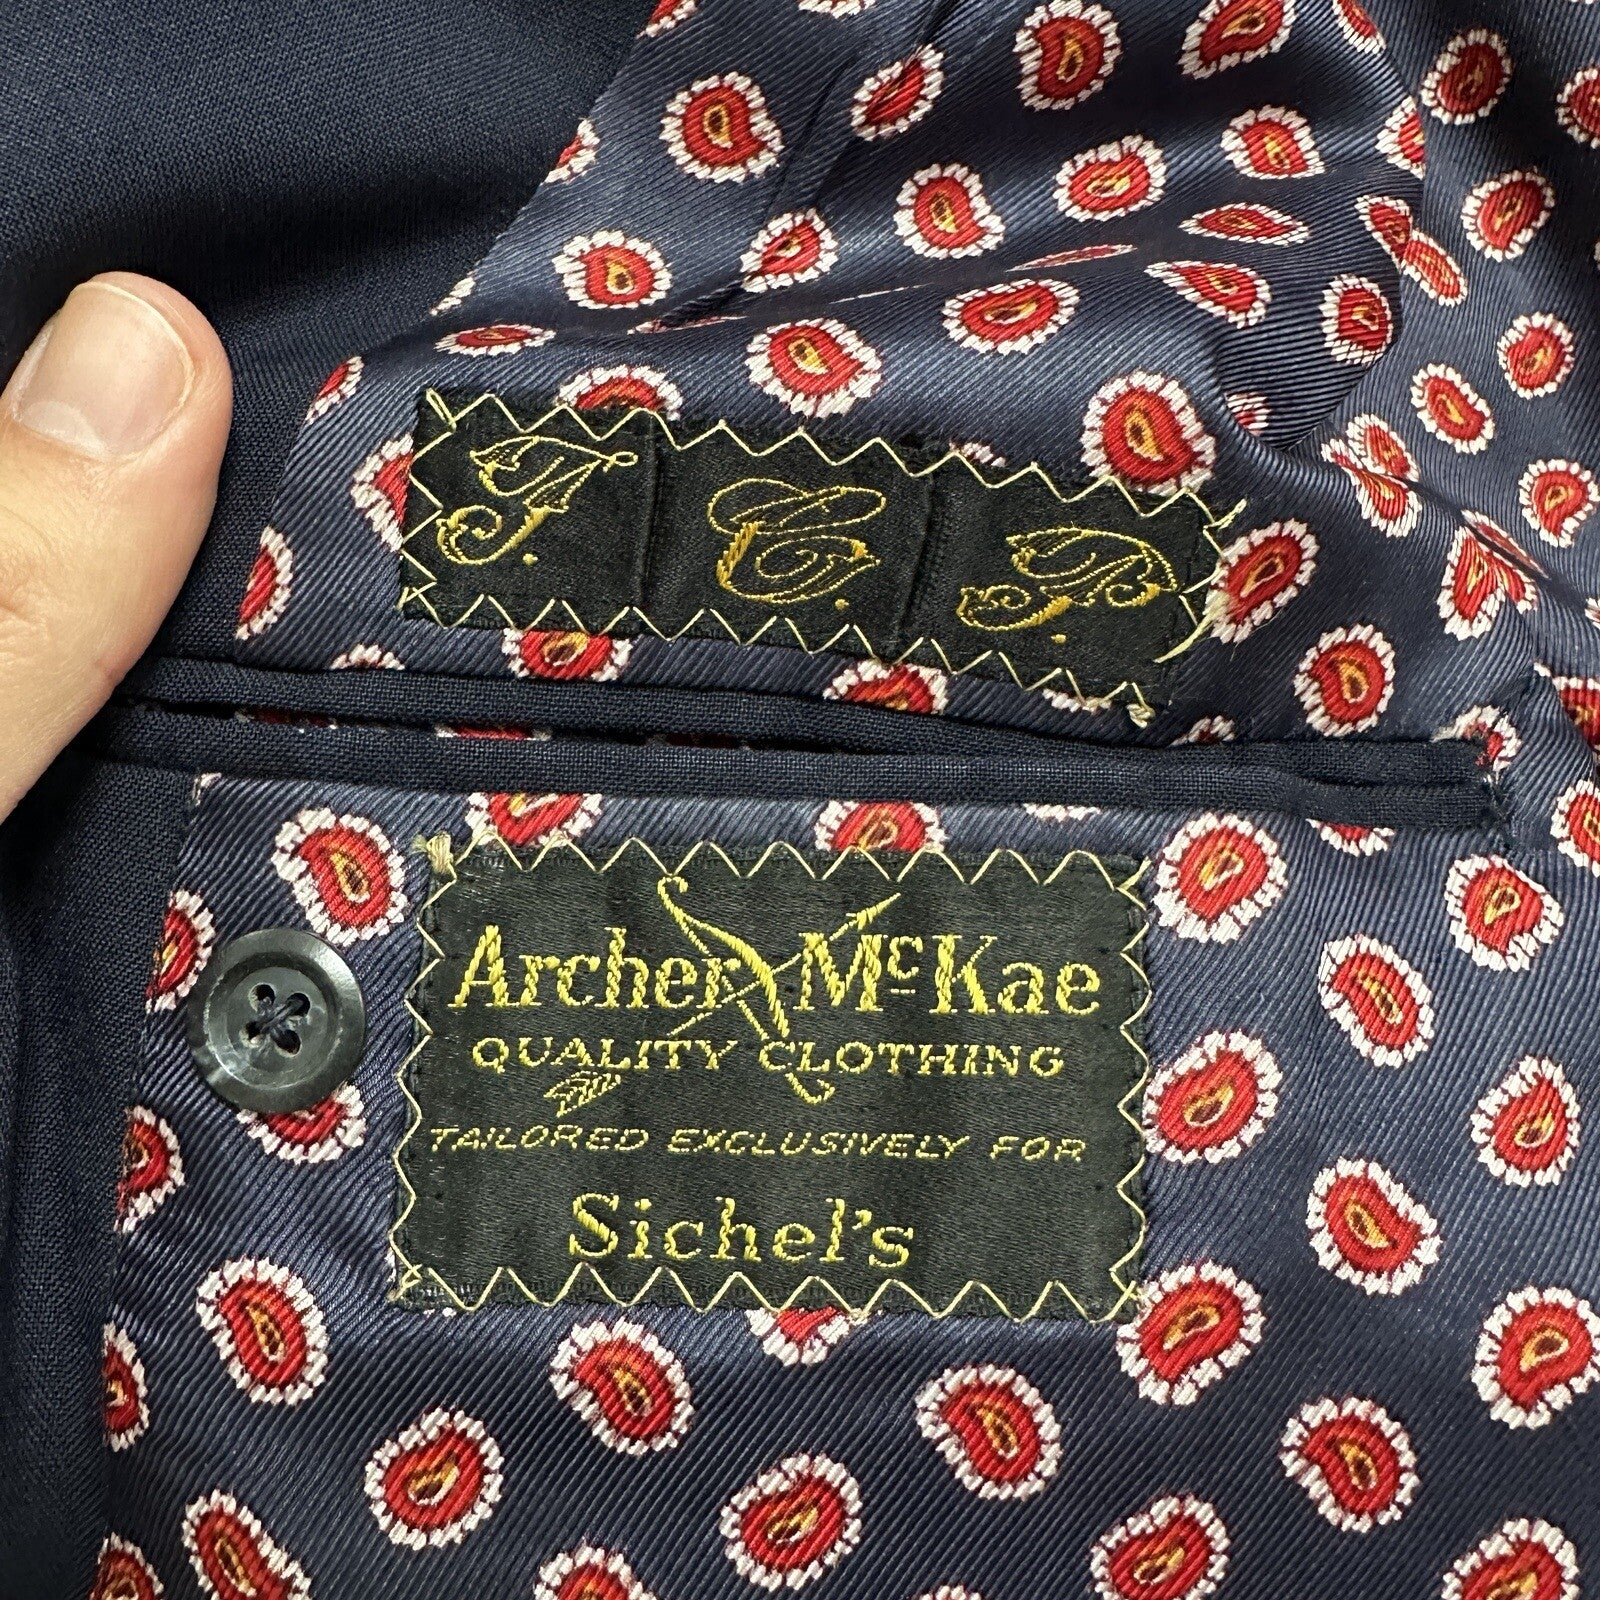 J. C. P.
Archer McKae
QUALITY CLOTHING
TAILORED EXCLUSIVELY FOR
Sichel's